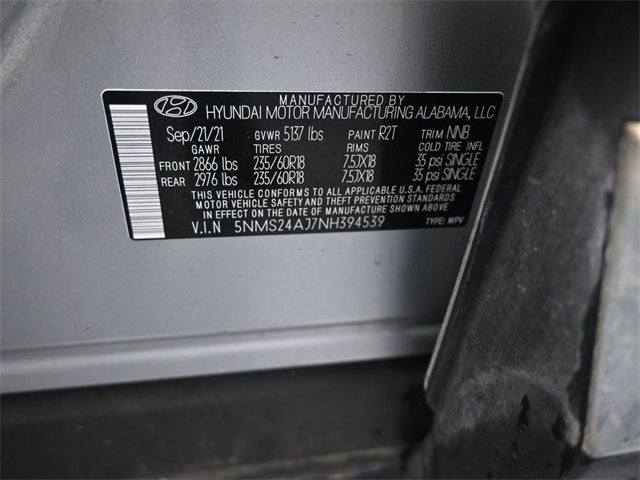 MANUFACTURED BY
HYUNDAI MOTOR MANUFACTURING ALABAMA, LLC
Sep/21/21 GVWR 5137 lbs PAINT R2T TRIM NNB
GAWR TIRES RIMS COLD TIRE INFL
FRONT 2866 lbs 235/60R18 7.5JX18 35 psi SINGLE
REAR 2976 lbs 235/60R18 7.5JX18 35 psi SINGLE
THIS VEHICLE CONFORMS TO ALL APPLICABLE U.S.A. FEDERAL
MOTOR VEHICLE SAFETY AND THEFT PREVENTION STANDARDS
IN EFFECT ON THE DATE OF MANUFACTURE SHOWN ABOVE
V.I.N 5NMS24AJ7NH394539 TYPE: MPV